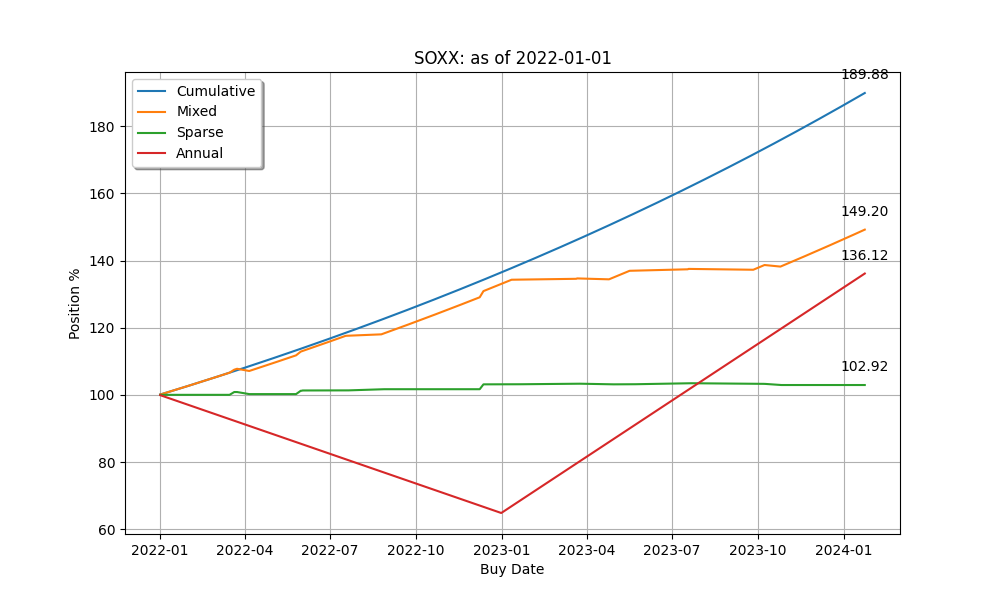 SOXX: as of 2022-01-01
Cumulative
Mixed
Sparse
Annual
189.88
149.20
136.12
102.92
180
160
140
120
100
80
60
Position %
2022-01 2022-04 2022-07 2022-10 2023-01 2023-04 2023-07 2023-10 2024-01
Buy Date